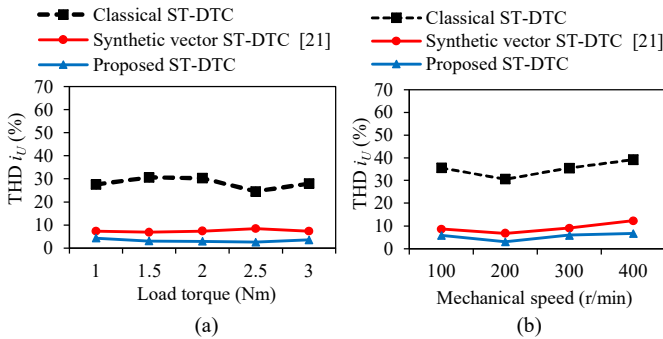 Classical ST-DTC
Synthetic vector ST-DTC [21]
Proposed ST-DTC
70
60
50
40
30
20
10
0
THD iU (%)
1 1.5 2 2.5 3
Load torque (Nm)
(a)
Classical ST-DTC
Synthetic vector ST-DTC [21]
Proposed ST-DTC
70
60
50
40
30
20
10
0
THD iU (%)
100 200 300 400
Mechanical speed (r/min)
(b)